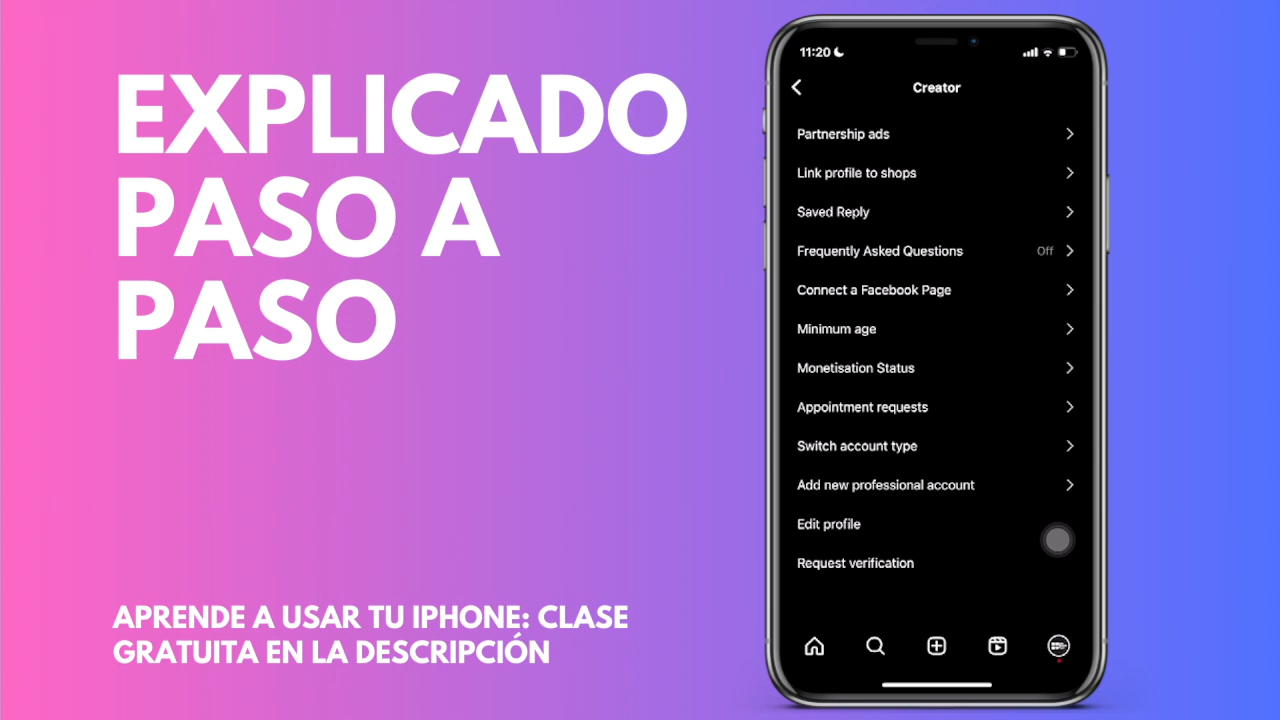 EXPLICADO
PASO A
PASO
APRENDE A USAR TU IPHONE: CLASE
GRATUITA EN LA DESCRIPCIÓN
11:20
Creator
Partnership ads
Link profile to shops
Saved Reply
Frequently Asked Questions Off
Connect a Facebook Page
Minimum age
Monetisation Status
Appointment requests
Switch account type
Add new professional account
Edit profile
Request verification